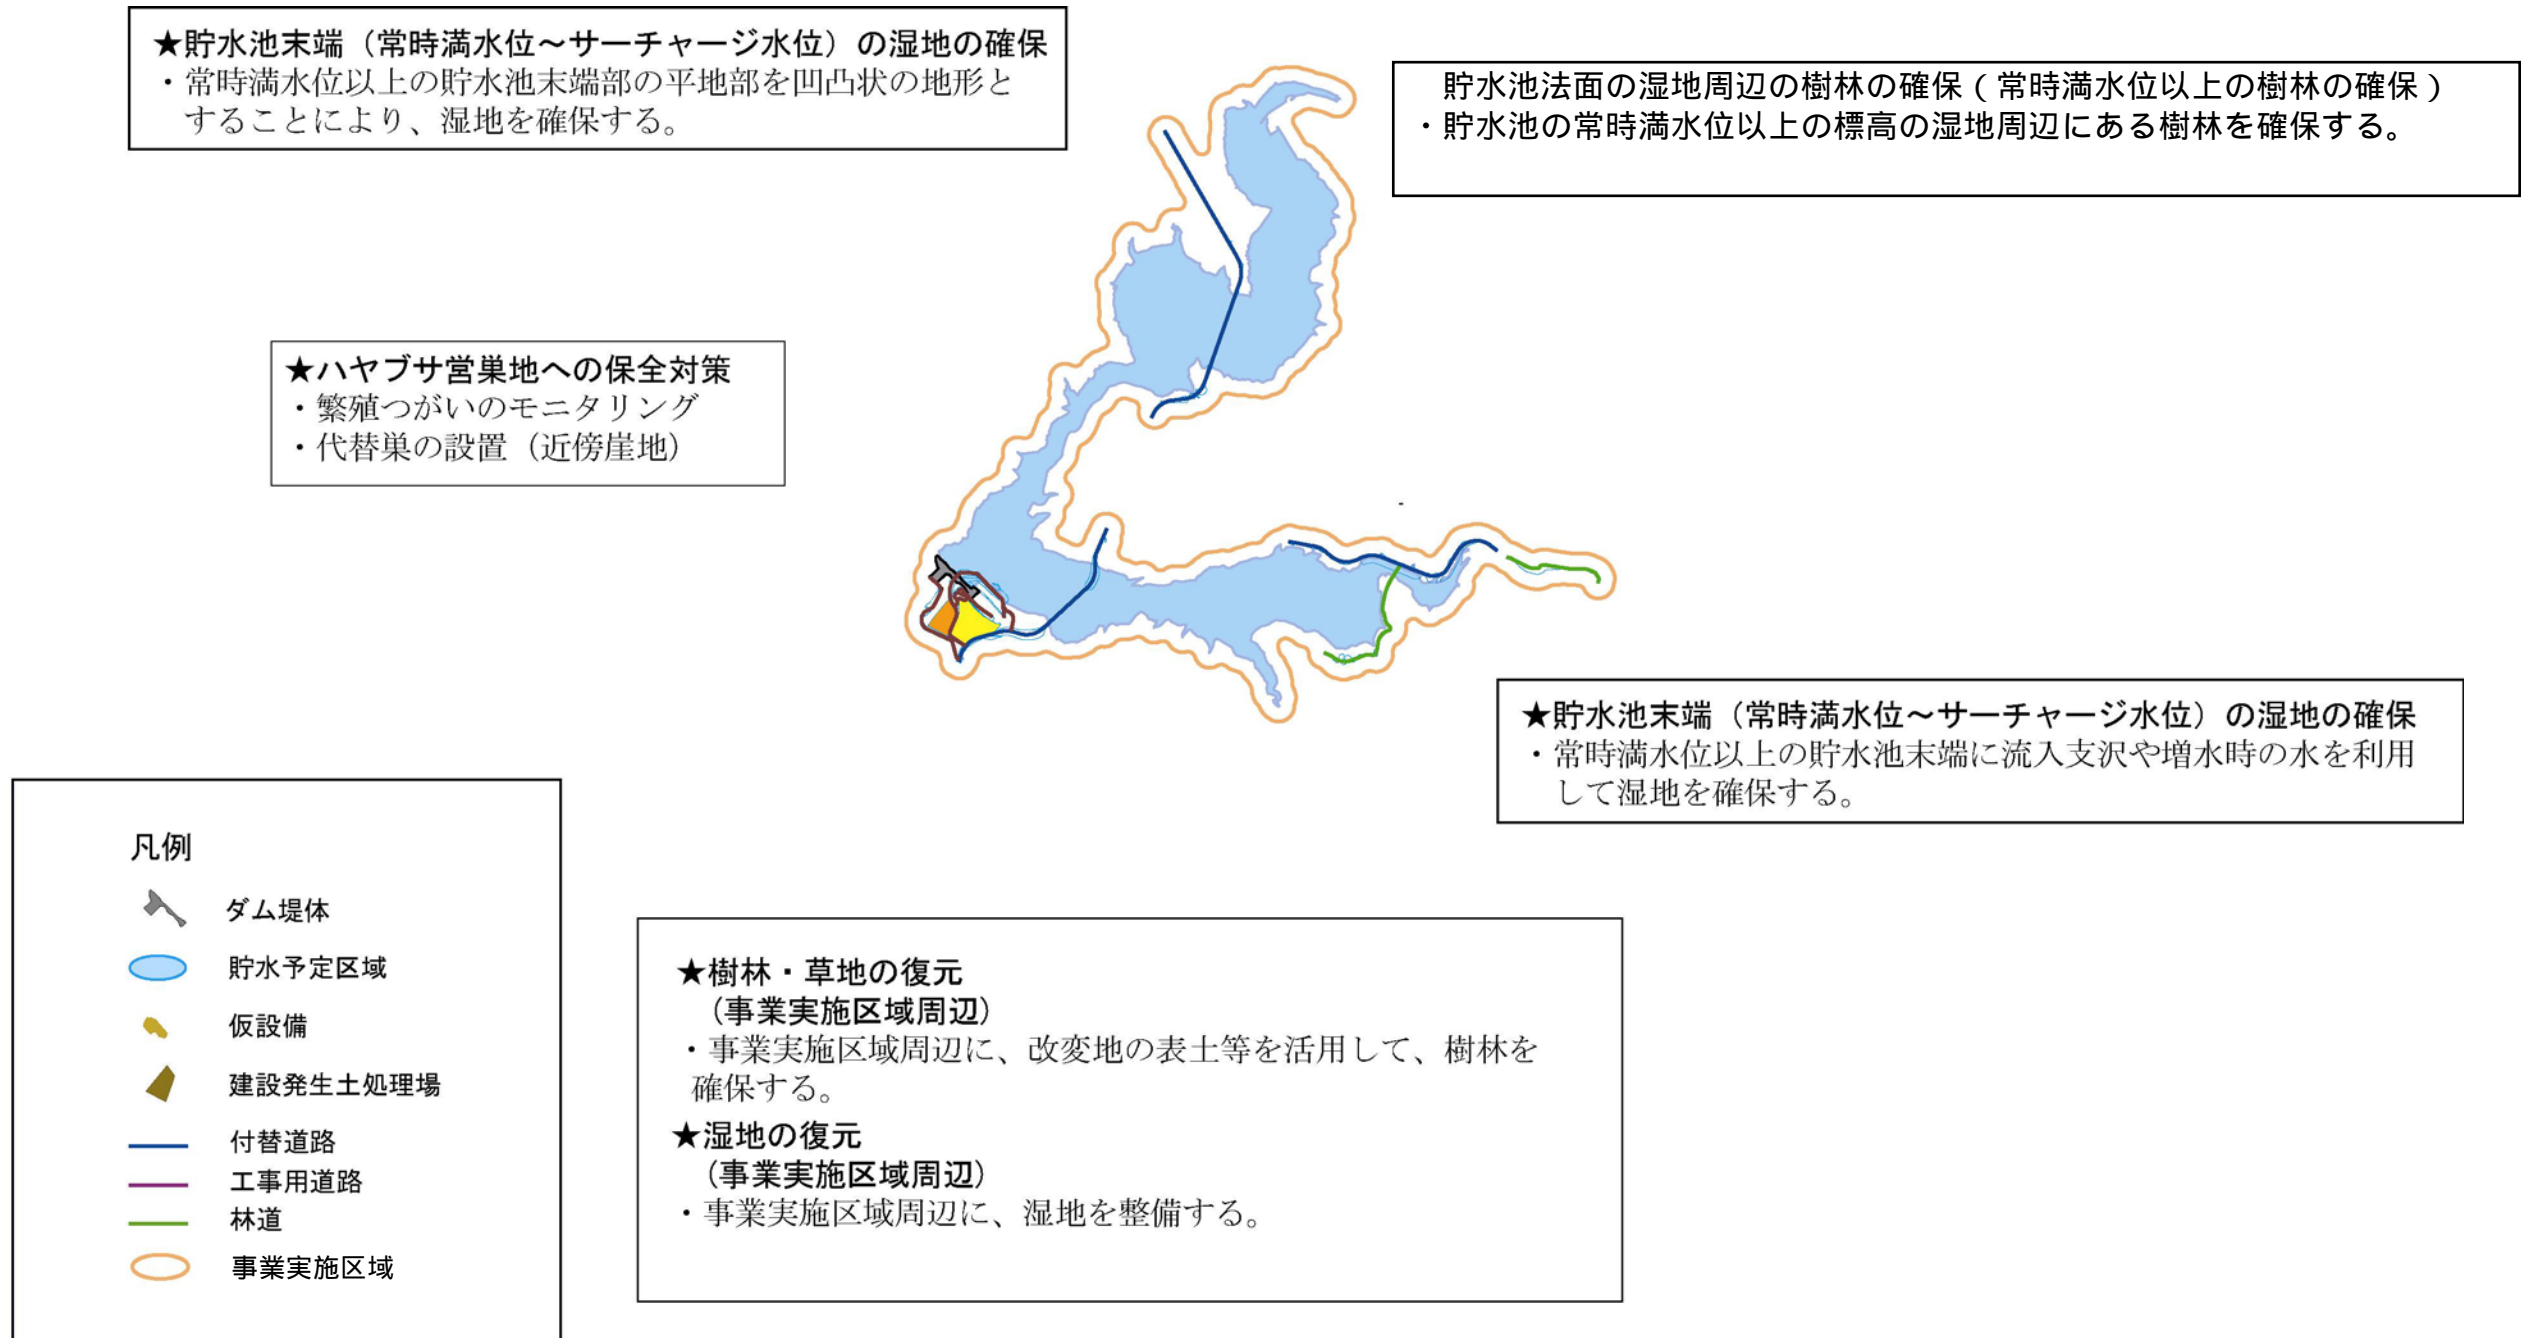 ★貯水池末端（常時満水位～サーチャージ水位）の湿地の確保
・常時満水位以上の貯水池末端部の平地部を凹凸状の地形と
することにより、湿地を確保する。
貯水池法面の湿地周辺の樹林の確保（常時満水位以上の樹林の確保）
・貯水池の常時満水位以上の標高の湿地周辺にある樹林を確保する。
★ハヤブサ営巣地への保全対策
・繁殖つがいのモニタリング
・代替巣の設置（近傍崖地）
★貯水池末端（常時満水位～サーチャージ水位）の湿地の確保
・常時満水位以上の貯水池末端に流入支沢や増水時の水を利用
して湿地を確保する。
凡例
ダム堤体
貯水予定区域
仮設備
建設発生土処理場
付替道路
工事用道路
林道
事業実施区域
★樹林・草地の復元
（事業実施区域周辺）
・事業実施区域周辺に、改変地の表土等を活用して、樹林を
確保する。
★湿地の復元
（事業実施区域周辺）
・事業実施区域周辺に、湿地を整備する。